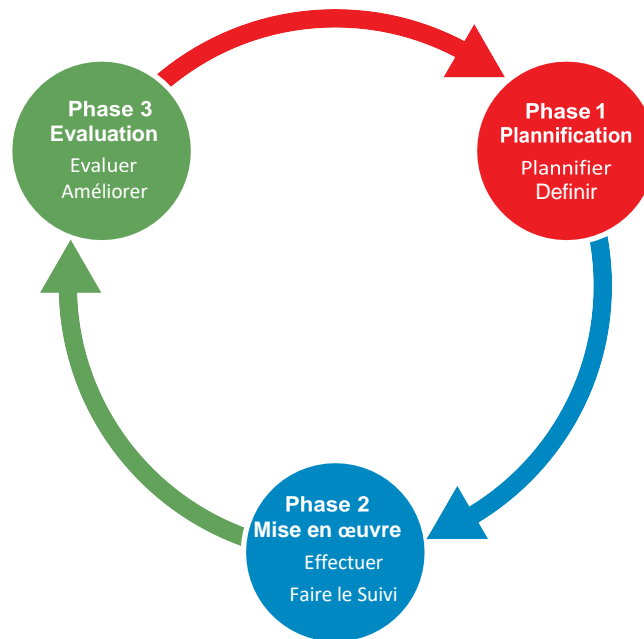 Phase 1
Plannification
Plannifier
Definir
Phase 2
Mise en œuvre
Effectuer
Faire le Suivi
Phase 3
Evaluation
Evaluer
Améliorer